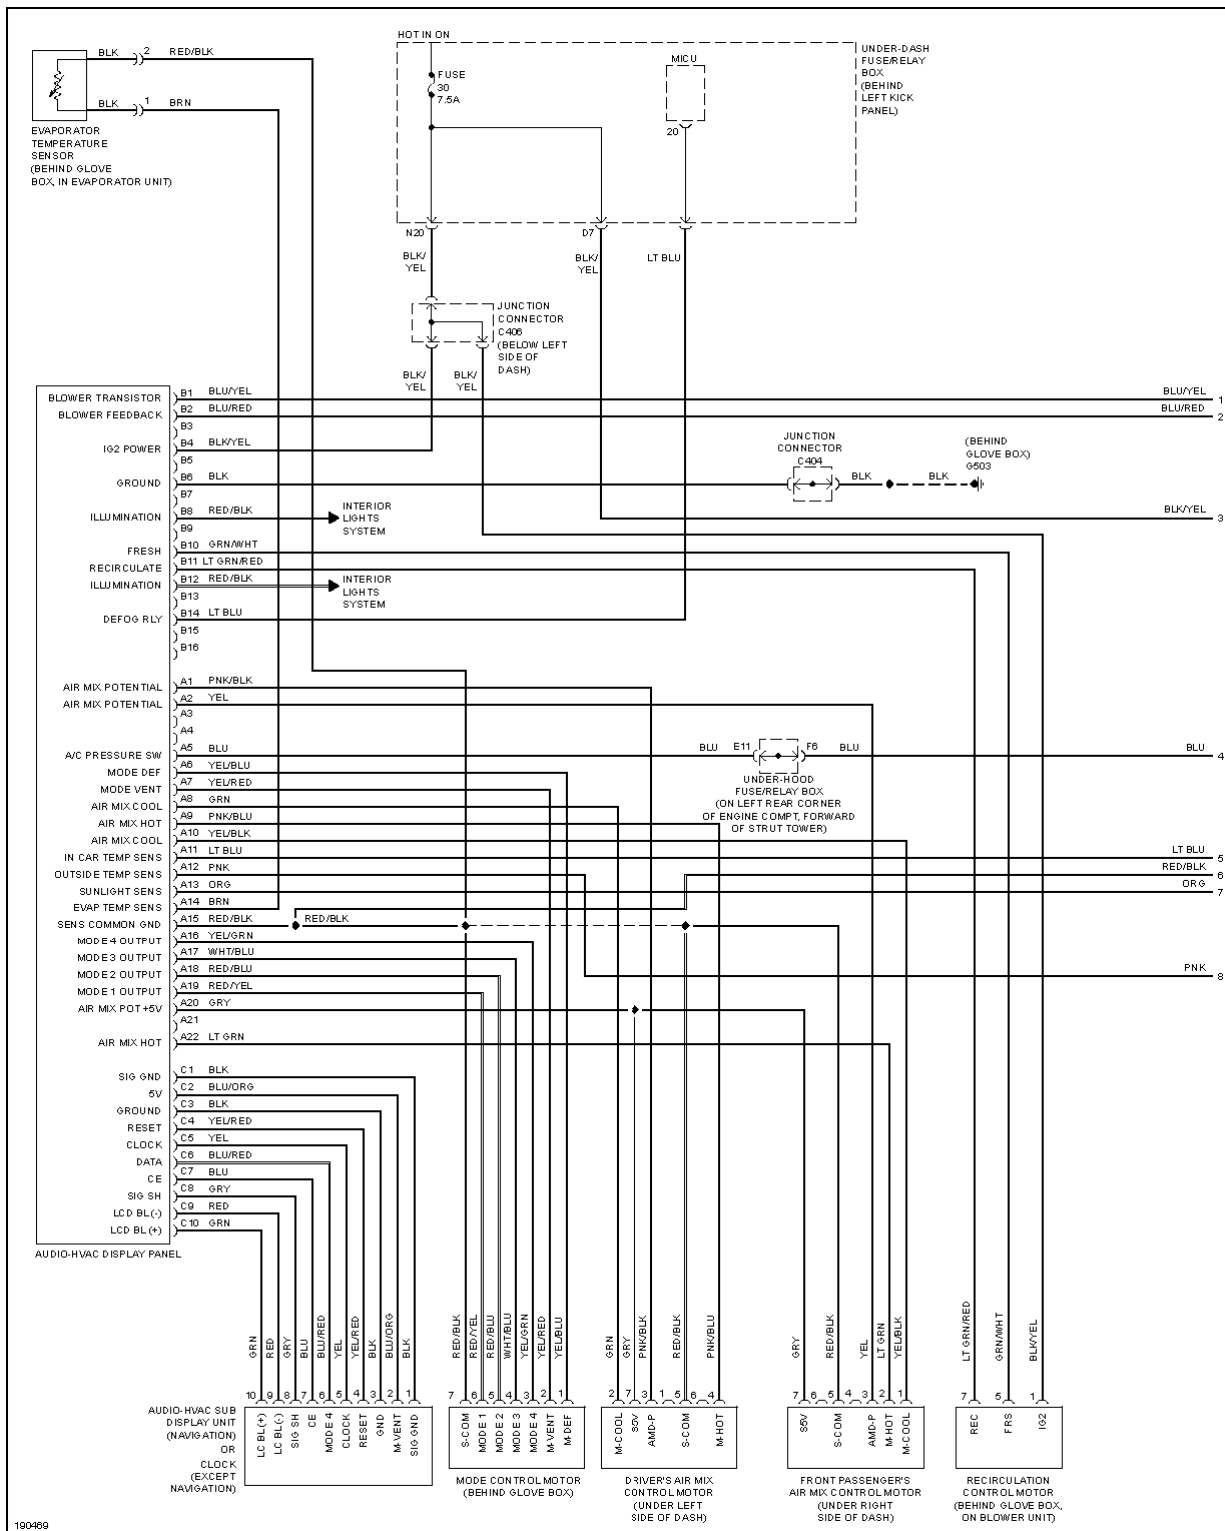 HOT IN ON
BLK 2 RED/BLK
BLK 1 BRN
EVAPORATOR
TEMPERATURE
SENSOR
(BEHIND GLOVE
BOX, IN EVAPORATOR UNIT)
FUSE
30
7.5A
MICU
20
UNDER-DASH
FUSE/RELAY
BOX
(BEHIND
LEFT KICK
PANEL)
N20
D7
BLK/
YEL
BLK/
YEL
LT BLU
JUNCTION
CONNECTOR
C406
(BELOW LEFT
SIDE OF
DASH)
BLK/
YEL
BLK/
YEL
BLOWER TRANSISTOR B1 BLU/YEL
BLOWER FEEDBACK B2 BLU/RED
B3
IG2 POWER B4 BLK/YEL
B5
GROUND B6 BLK
B7
ILLUMINATION B8 RED/BLK
B9
FRESH B10 GRN/WHT
RECIRCULATE B11 LT GRN/RED
ILLUMINATION B12 RED/BLK
B13
DEFOG RLY B14 LT BLU
B15
B16
INTERIOR
LIGHTS
SYSTEM
INTERIOR
LIGHTS
SYSTEM
JUNCTION
CONNECTOR
C404
BLK
BLK
(BEHIND
GLOVE BOX)
G503
BLU/YEL 1
BLU/RED 2
BLK/YEL 3
AIR MIX POTENTIAL A1 PNK/BLK
AIR MIX POTENTIAL A2 YEL
A3
A4
A/C PRESSURE SW A5 BLU
MODE DEF A6 YEL/BLU
MODE VENT A7 YEL/RED
AIR MIX COOL A8 GRN
AIR MIX HOT A9 PNK/BLU
AIR MIX COOL A10 YEL/BLK
IN CAR TEMP SENS A11 LT BLU
OUTSIDE TEMP SENS A12 PNK
SUNLIGHT SENS A13 ORG
EVAP TEMP SENS A14 BRN
SENS COMMON GND A15 RED/BLK RED/BLK
MODE 4 OUTPUT A16 YEL/GRN
MODE 3 OUTPUT A17 WHT/BLU
MODE 2 OUTPUT A18 RED/BLU
MODE 1 OUTPUT A19 RED/YEL
AIR MIX POT +5V A20 GRY
A21
AIR MIX HOT A22 LT GRN
BLU E11 F6 BLU
UNDER-HOOD
FUSE/RELAY BOX
(ON LEFT REAR CORNER
OF ENGINE COMPT, FORWARD
OF STRUT TOWER)
BLU 4
LT BLU 5
RED/BLK 6
ORG 7
PNK 8
SIG GND C1 BLK
5V C2 BLU/ORG
GROUND C3 BLK
RESET C4 YEL/RED
CLOCK C5 YEL
DATA C6 BLU/RED
CE C7 BLU
SIG SH C8 GRY
LCD BL(-) C9 RED
LCD BL(+) C10 GRN
AUDIO-HVAC DISPLAY PANEL
GRN RED GRY BLU BLU/RED YEL YEL/RED BLK BLU/ORG BLK
10 9 8 7 6 5 4 3 2 1
LC BL(+) LC BL(-) SIG SH CE MODE 4 CLOCK RESET GND M-VENT SIG GND
AUDIO-HVAC SUB
DISPLAY UNIT
(NAVIGATION)
OR
CLOCK
(EXCEPT
NAVIGATION)
RED/BLK RED/YEL RED/BLU WHT/BLU YEL/GRN YEL/RED YEL/BLU
7 6 5 4 3 2 1
S-COM MODE 1 MODE 2 MODE 3 MODE 4 M-VENT M-DEF
MODE CONTROL MOTOR
(BEHIND GLOVE BOX)
GRN GRY PNK/BLK RED/BLK PNK/BLU
2 7 3 1 5 6 4
M-COOL S5V AMD-P S-COM M-HOT
DRIVER'S AIR MIX
CONTROL MOTOR
(UNDER LEFT
SIDE OF DASH)
GRY RED/BLK YEL LT GRN YEL/BLK
7 6 5 4 3 2 1
S5V S-COM AMD-P M-HOT M-COOL
FRONT PASSENGER'S
AIR MIX CONTROL MOTOR
(UNDER RIGHT
SIDE OF DASH)
LT GRN/RED GRN/WHT BLK/YEL
7 5 1
REC FRS IG2
RECIRCULATION
CONTROL MOTOR
(BEHIND GLOVE BOX,
ON BLOWER UNIT)
190469